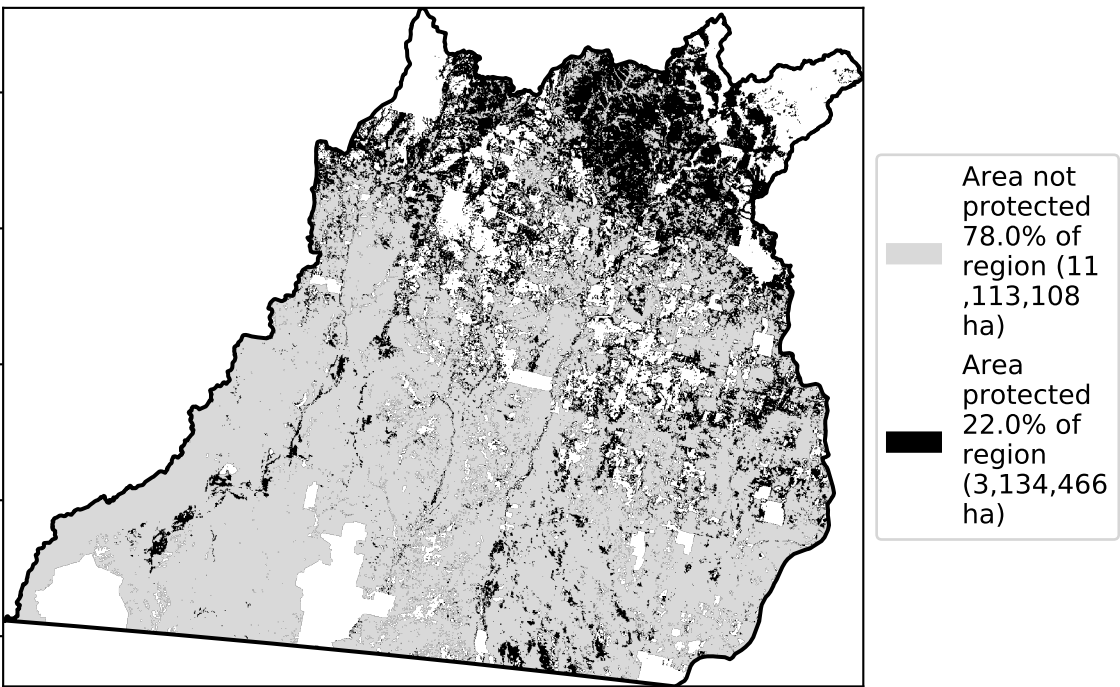 Area not
protected
78.0% of
region (11
,113,108
ha)
Area
protected
22.0% of
region
(3,134,466
ha)